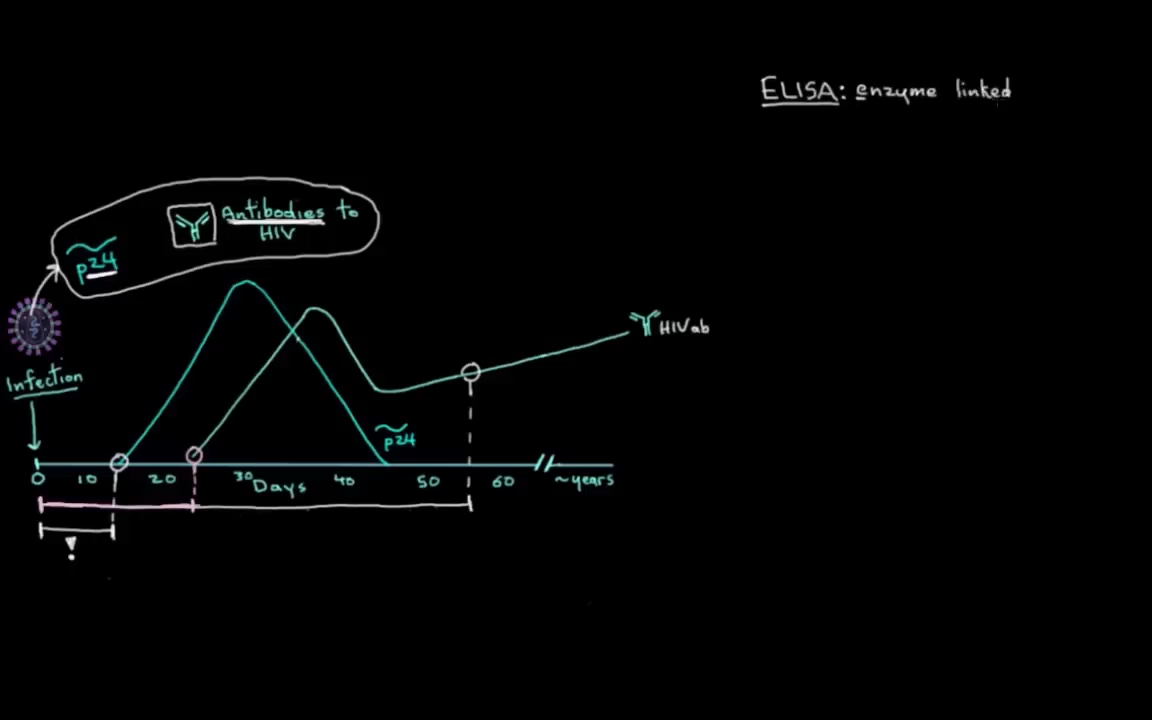 ELISA: enzyme linked
Antibodies to
HIV
p24
Infection
HIVab
p24
0 10 20 30 Days 40 50 60 ~years
!